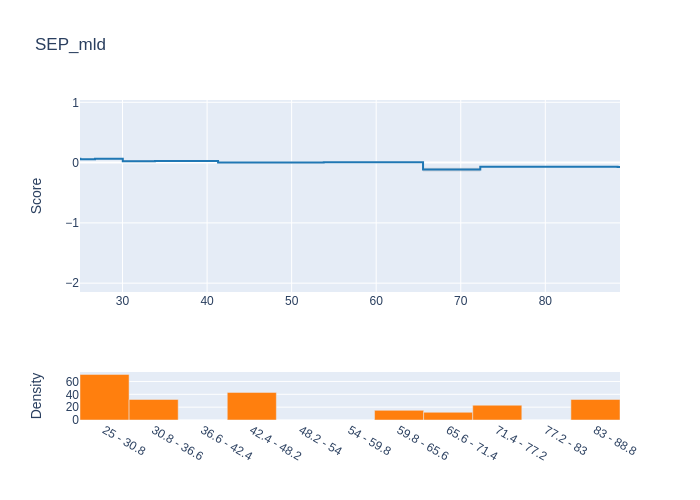 SEP_mld
1
0
−1
−2
Score
30 40 50 60 70 80
60
40
20
0
Density
25 - 30.8
30.8 - 36.6
36.6 - 42.4
42.4 - 48.2
48.2 - 54
54 - 59.8
59.8 - 65.6
65.6 - 71.4
71.4 - 77.2
77.2 - 83
83 - 88.8